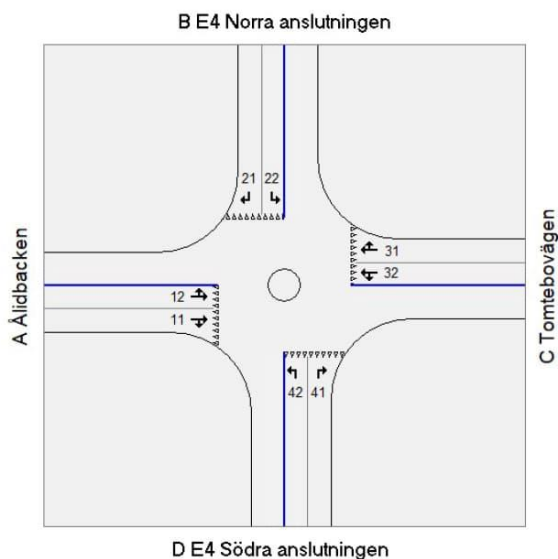 B E4 Norra anslutningen
21 22
31
32
12
11
42 41
A Ålidbacken
C Tomtebovägen
D E4 Södra anslutningen